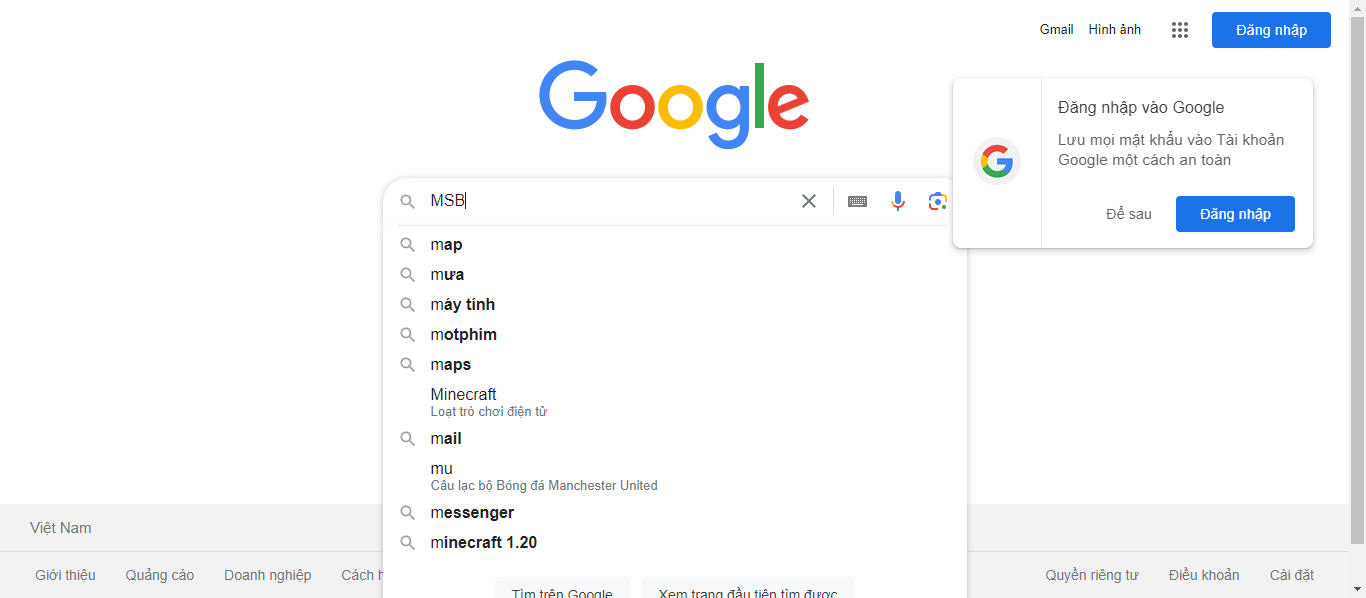 Gmail Hình ảnh Đăng nhập
Google
Đăng nhập vào Google
Lưu mọi mật khẩu vào Tài khoản
Google một cách an toàn
Để sau Đăng nhập
MSB
map
mưa
máy tính
motphim
maps
Minecraft
Loạt trò chơi điện tử
mail
mu
Câu lạc bộ Bóng đá Manchester United
messenger
minecraft 1.20
Tìm trên Google Xem trang đầu tiên tìm được
Việt Nam
Giới thiệu Quảng cáo Doanh nghiệp Cách Quyền riêng tư Điều khoản Cài đặt